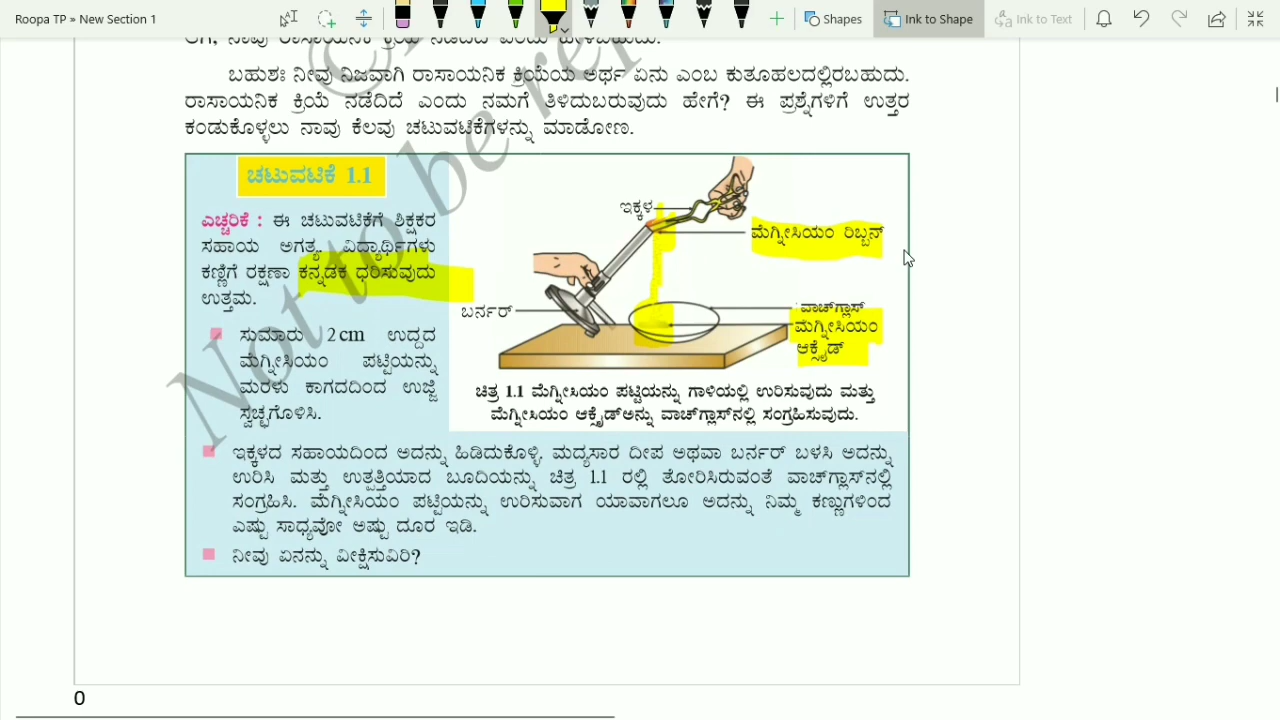 Roopa TP » New Section 1
Shapes
Ink to Shape
Ink to Text
ಬಹುಶಃ ನೀವು ನಿಜವಾಗಿ ರಾಸಾಯನಿಕ ಕ್ರಿಯೆಯ ಅರ್ಥ ಏನು ಎಂಬ ಕುತೂಹಲದಲ್ಲಿರಬಹುದು.
ರಾಸಾಯನಿಕ ಕ್ರಿಯೆ ನಡೆದಿದೆ ಎಂದು ನಮಗೆ ತಿಳಿದುಬರುವುದು ಹೇಗೆ? ಈ ಪ್ರಶ್ನೆಗಳಿಗೆ ಉತ್ತರ
ಕಂಡುಕೊಳ್ಳಲು ನಾವು ಕೆಲವು ಚಟುವಟಿಕೆಗಳನ್ನು ಮಾಡೋಣ.
ಚಟುವಟಿಕೆ 1.1
ಎಚ್ಚರಿಕೆ : ಈ ಚಟುವಟಿಕೆಗೆ ಶಿಕ್ಷಕರ
ಸಹಾಯ ಅಗತ್ಯ. ವಿದ್ಯಾರ್ಥಿಗಳು
ಕಣ್ಣಿಗೆ ರಕ್ಷಣಾ ಕನ್ನಡಕ ಧರಿಸುವುದು
ಉತ್ತಮ.
ಸುಮಾರು 2 cm ಉದ್ದದ
ಮೆಗ್ನೀಸಿಯಂ ಪಟ್ಟಿಯನ್ನು
ಮರಳು ಕಾಗದದಿಂದ ಉಜ್ಜಿ
ಸ್ವಚ್ಛಗೊಳಿಸಿ.
ಇಕ್ಕಳ
ಮೆಗ್ನೀಸಿಯಂ ರಿಬ್ಬನ್
ಬರ್ನರ್
ವಾಚ್‌ಗ್ಲಾಸ್
ಮೆಗ್ನೀಸಿಯಂ
ಆಕ್ಸೈಡ್
ಚಿತ್ರ 1.1 ಮೆಗ್ನೀಸಿಯಂ ಪಟ್ಟಿಯನ್ನು ಗಾಳಿಯಲ್ಲಿ ಉರಿಸುವುದು ಮತ್ತು
ಮೆಗ್ನೀಸಿಯಂ ಆಕ್ಸೈಡ್‌ಅನ್ನು ವಾಚ್‌ಗ್ಲಾಸ್‌ನಲ್ಲಿ ಸಂಗ್ರಹಿಸುವುದು.
ಇಕ್ಕಳದ ಸಹಾಯದಿಂದ ಅದನ್ನು ಹಿಡಿದುಕೊಳ್ಳಿ. ಮದ್ಯಸಾರ ದೀಪ ಅಥವಾ ಬರ್ನರ್ ಬಳಸಿ ಅದನ್ನು
ಉರಿಸಿ ಮತ್ತು ಉತ್ಪತ್ತಿಯಾದ ಬೂದಿಯನ್ನು ಚಿತ್ರ 1.1 ರಲ್ಲಿ ತೋರಿಸಿರುವಂತೆ ವಾಚ್‌ಗ್ಲಾಸ್‌ನಲ್ಲಿ
ಸಂಗ್ರಹಿಸಿ. ಮೆಗ್ನೀಸಿಯಂ ಪಟ್ಟಿಯನ್ನು ಉರಿಸುವಾಗ ಯಾವಾಗಲೂ ಅದನ್ನು ನಿಮ್ಮ ಕಣ್ಣುಗಳಿಂದ
ಎಷ್ಟು ಸಾಧ್ಯವೋ ಅಷ್ಟು ದೂರ ಇಡಿ.
ನೀವು ಏನನ್ನು ವೀಕ್ಷಿಸುವಿರಿ?
Not to be rep
0